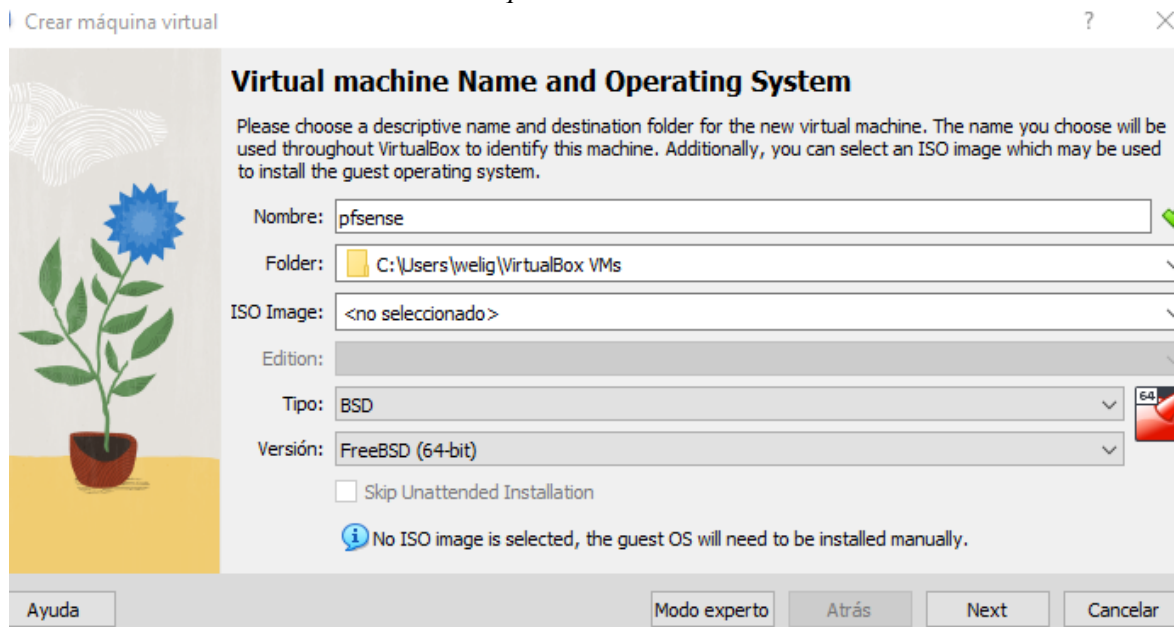 Crear máquina virtual
?
Virtual machine Name and Operating System
Please choose a descriptive name and destination folder for the new virtual machine. The name you choose will be
used throughout VirtualBox to identify this machine. Additionally, you can select an ISO image which may be used
to install the guest operating system.
Nombre: pfsense
Folder: C:\Users\welig\VirtualBox VMs
ISO Image: <no seleccionado>
Edition:
Tipo: BSD
64
Versión: FreeBSD (64-bit)
Skip Unattended Installation
No ISO image is selected, the guest OS will need to be installed manually.
Ayuda Modo experto Atrás Next Cancelar